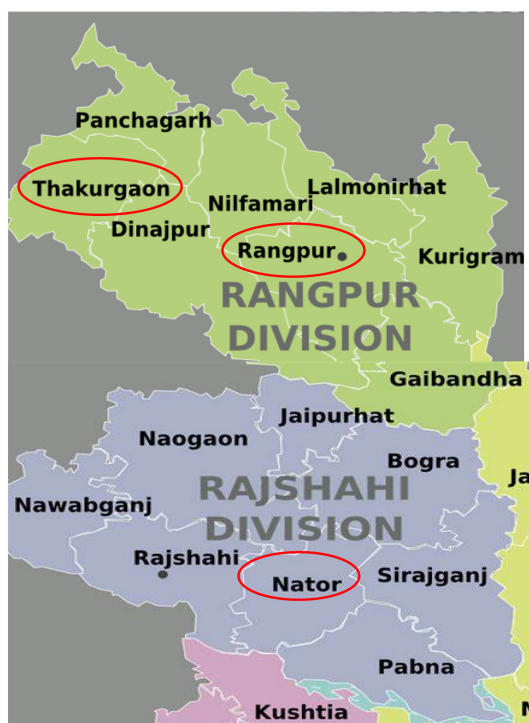 Panchagarh
Thakurgaon
Lalmonirhat
Nilfamari
Dinajpur
Rangpur
Kurigram
RANGPUR
DIVISION
Gaibandha
Jaipurhat
Naogaon
Bogra
Ja
RAJSHAHI
Nawabganj
DIVISION
Rajshahi
Sirajganj
Nator
Pabna
Kushtia